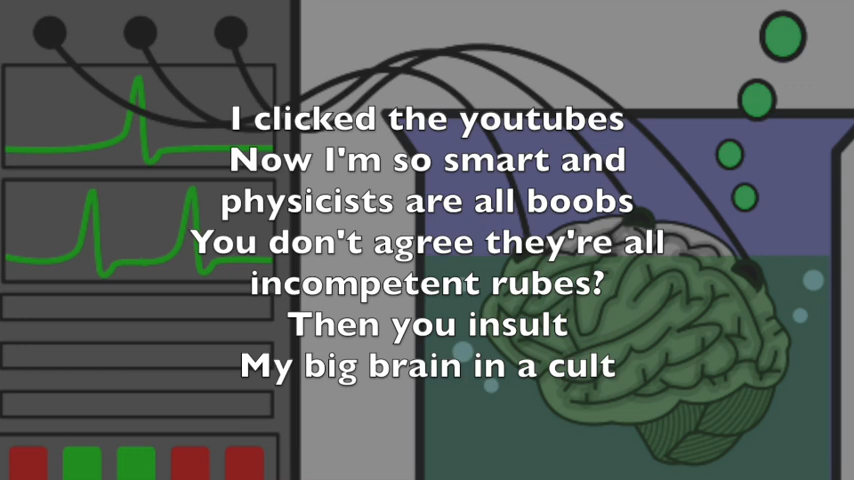 I clicked the youtubes
Now I'm so smart and
physicists are all boobs
You don't agree they're all
incompetent rubes?
Then you insult
My big brain in a cult